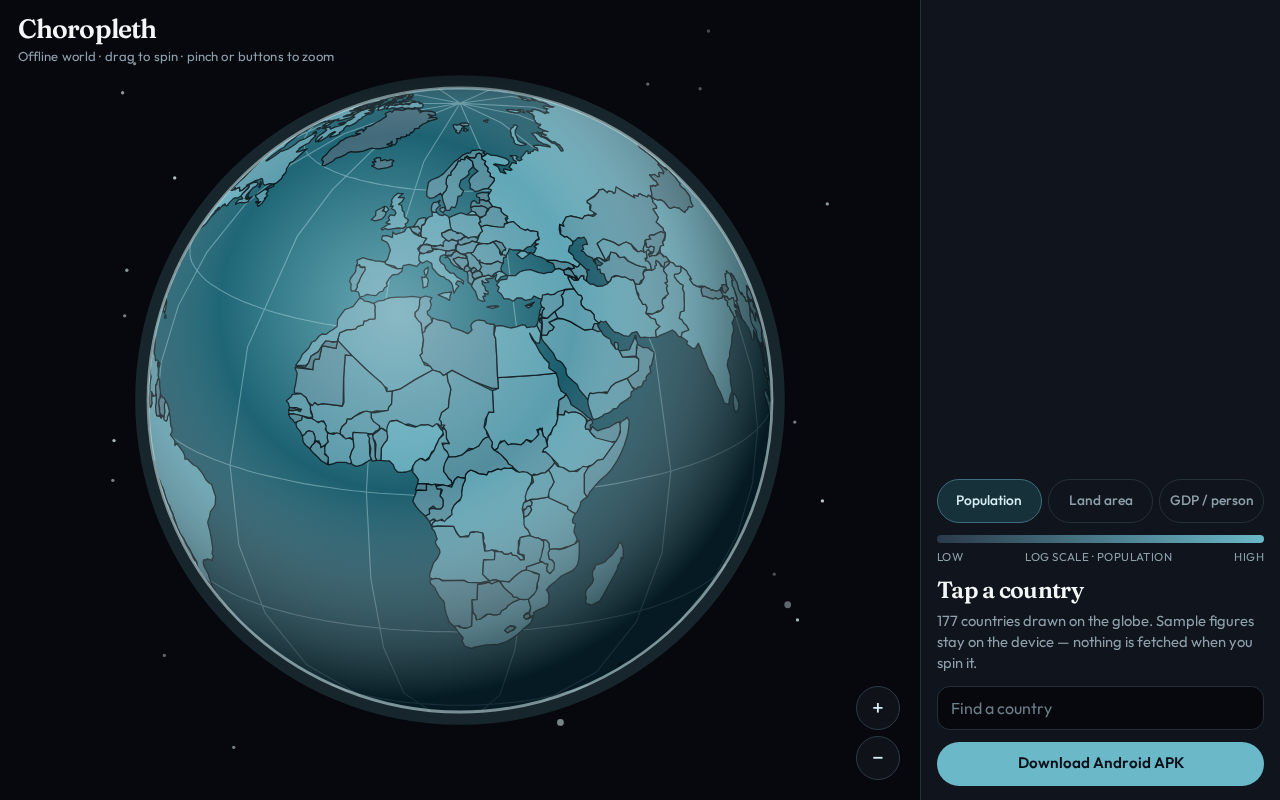 Choropleth
Offline world · drag to spin · pinch or buttons to zoom
Population
Land area
GDP / person
LOW
LOG SCALE · POPULATION
HIGH
Tap a country
177 countries drawn on the globe. Sample figures
stay on the device — nothing is fetched when you
spin it.
+
Find a country
−
Download Android APK